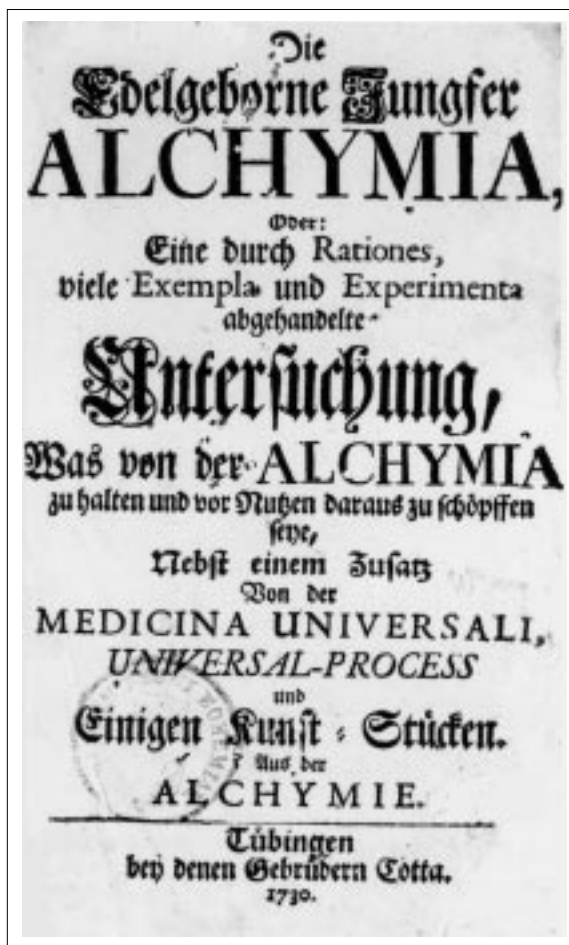 Die
Edelgeborne Jungfer
ALCHYMIA,
Oder:
Eine durch Rationes,
viele Exempla und Experimenta
abgehandelte
Untersuchung,
Was von der ALCHYMIA
zu halten und vor Nutzen daraus zu schöpffen
seye,
Nebst einem Zusatz
Von der
MEDICINA UNIVERSALI,
UNIVERSAL-PROCESS
und
Einigen Kunst-Stücken.
Aus der
ALCHYMIE.
Tübingen
bey denen Gebrüdern Cotta.
1730.